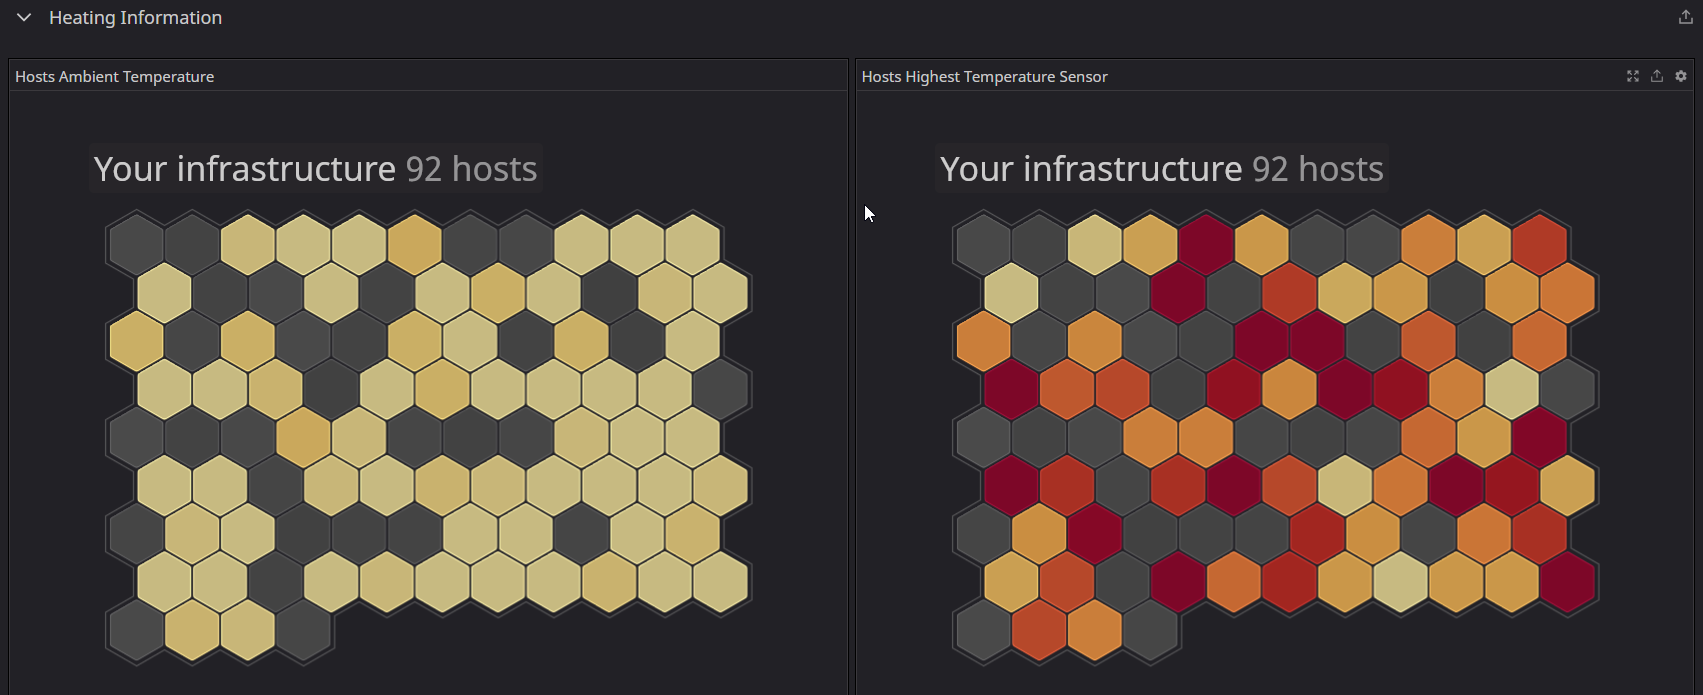 Heating Information
Hosts Ambient Temperature
Your infrastructure 92 hosts
Hosts Highest Temperature Sensor
Your infrastructure 92 hosts